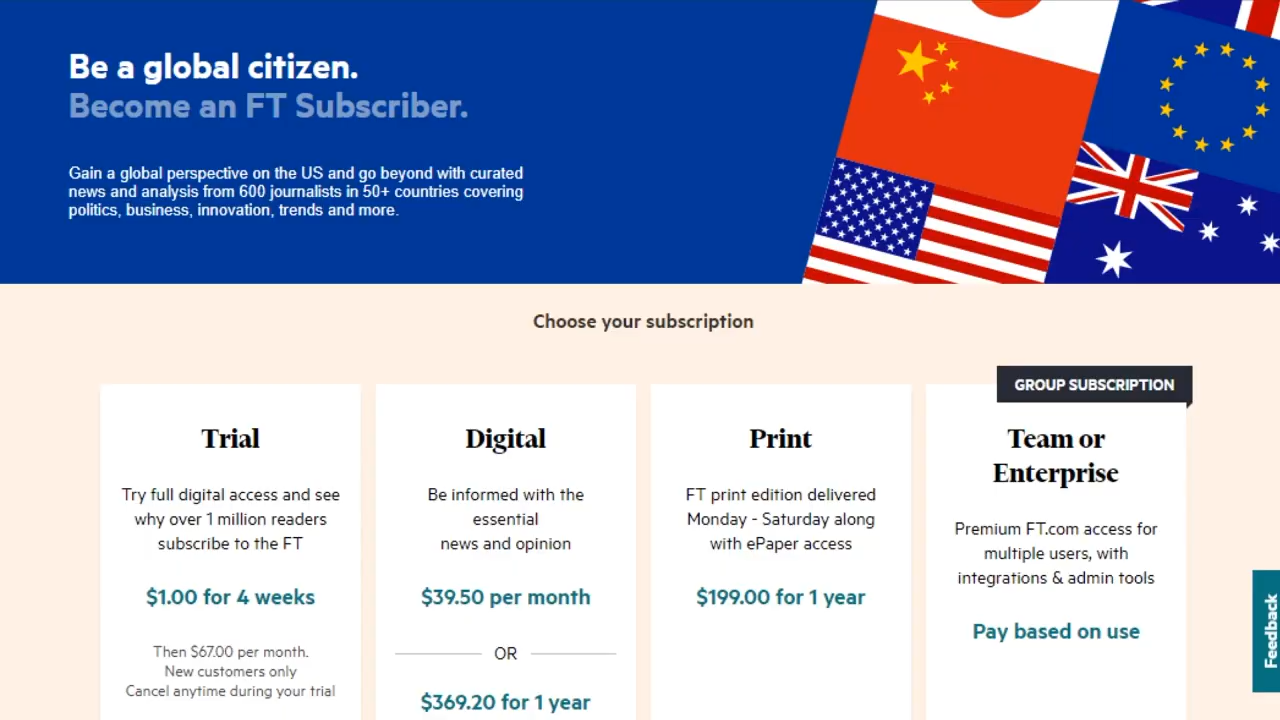 Be a global citizen.
Become an FT Subscriber.
Gain a global perspective on the US and go beyond with curated
news and analysis from 600 journalists in 50+ countries covering
politics, business, innovation, trends and more.
Choose your subscription
Trial
Try full digital access and see
why over 1 million readers
subscribe to the FT
$1.00 for 4 weeks
Then $67.00 per month.
New customers only
Cancel anytime during your trial
Digital
Be informed with the
essential
news and opinion
$39.50 per month
OR
$369.20 for 1 year
Print
FT print edition delivered
Monday - Saturday along
with ePaper access
$199.00 for 1 year
GROUP SUBSCRIPTION
Team or
Enterprise
Premium FT.com access for
multiple users, with
integrations & admin tools
Pay based on use
Feedback